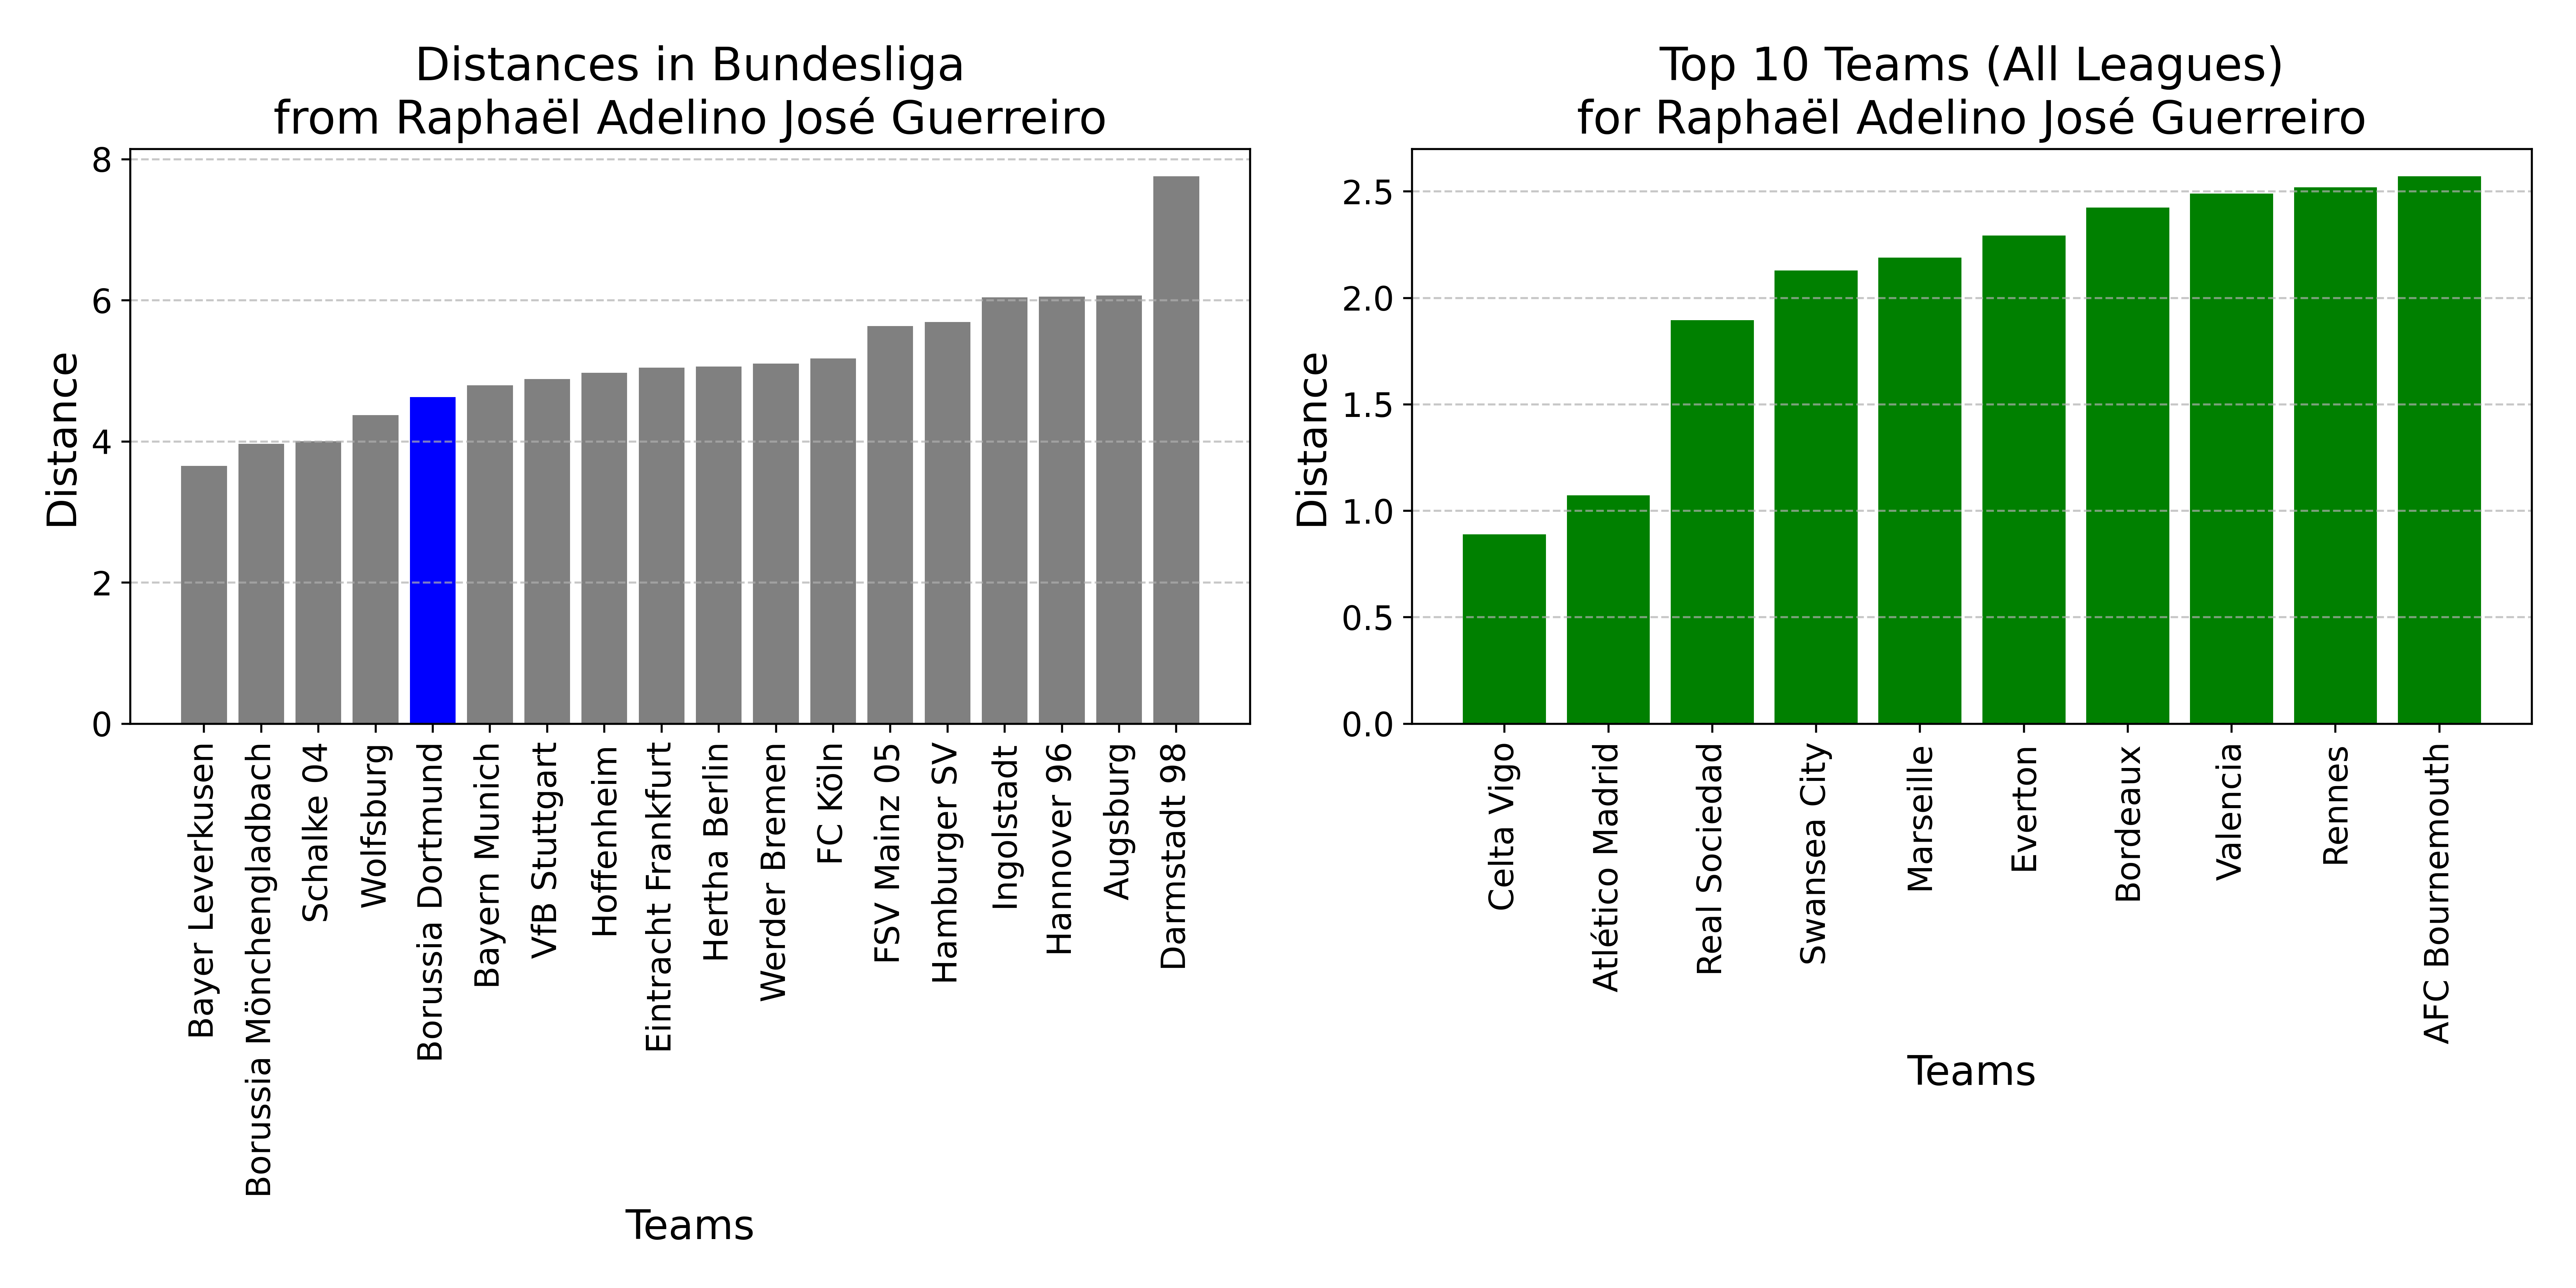 Distances in Bundesliga
from Raphaël Adelino José Guerreiro
Distance
8
6
4
2
0
Bayer Leverkusen
Borussia Mönchengladbach
Schalke 04
Wolfsburg
Borussia Dortmund
Bayern Munich
VfB Stuttgart
Hoffenheim
Eintracht Frankfurt
Hertha Berlin
Werder Bremen
FC Köln
FSV Mainz 05
Hamburger SV
Ingolstadt
Hannover 96
Augsburg
Darmstadt 98
Teams
Top 10 Teams (All Leagues)
for Raphaël Adelino José Guerreiro
Distance
2.5
2.0
1.5
1.0
0.5
0.0
Celta Vigo
Atlético Madrid
Real Sociedad
Swansea City
Marseille
Everton
Bordeaux
Valencia
Rennes
AFC Bournemouth
Teams